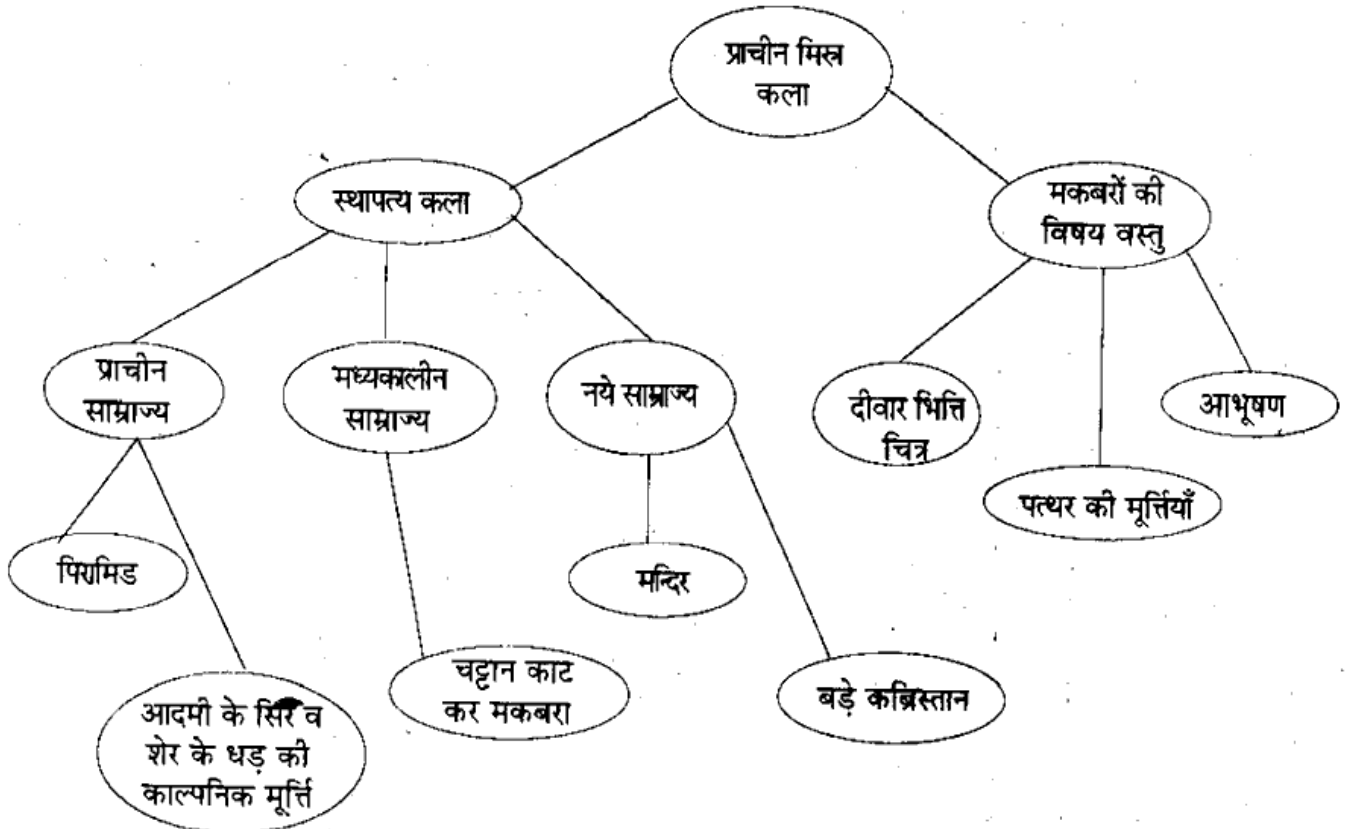 प्राचीन मिस्र
कला
स्थापत्य कला
मकबरों की
विषय वस्तु
प्राचीन
साम्राज्य
मध्यकालीन
साम्राज्य
नये साम्राज्य
दीवार भित्ति
चित्र
आभूषण
पत्थर की मूर्त्तियाँ
पिरामिड
मन्दिर
आदमी के सिर व
शेर के धड़ की
काल्पनिक मूर्त्ति
चट्टान काट
कर मकबरा
बड़े कब्रिस्तान